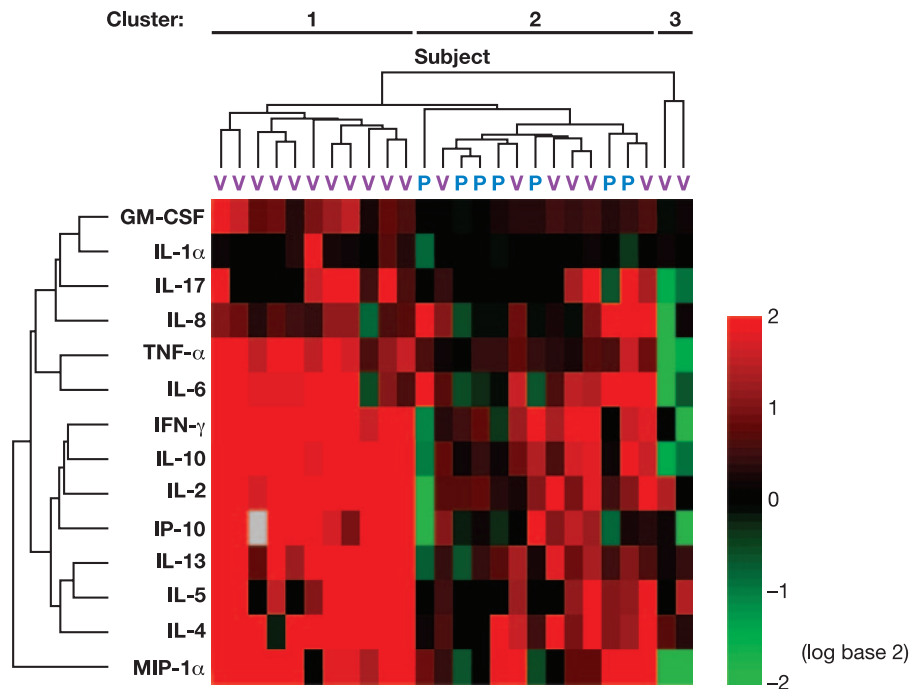 Cluster: 1 2 3
Subject
V V V V V V V V V V V P V P P P V P V V V P P V V V
GM-CSF
IL-1α
IL-17
IL-8
TNF-α
IL-6
IFN-γ
IL-10
IL-2
IP-10
IL-13
IL-5
IL-4
MIP-1α
2
1
0
–1
–2
(log base 2)